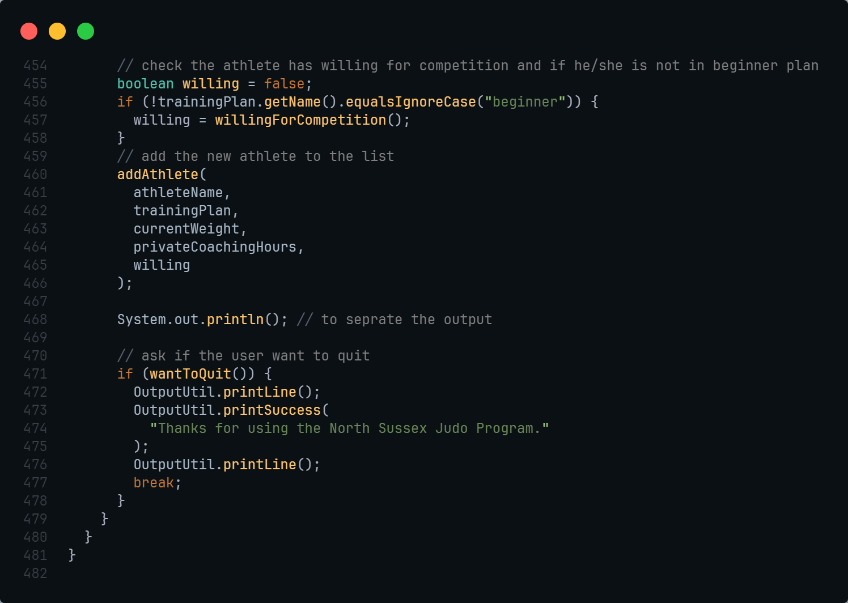 454 // check the athlete has willing for competition and if he/she is not in beginner plan
455 boolean willing = false;
456 if (!trainingPlan.getName().equalsIgnoreCase("beginner")) {
457 willing = willingForCompetition();
458 }
459 // add the new athlete to the list
460 addAthlete(
461 athleteName,
462 trainingPlan,
463 currentWeight,
464 privateCoachingHours,
465 willing
466 );
467
468 System.out.println(); // to seprate the output
469
470 // ask if the user want to quit
471 if (wantToQuit()) {
472 OutputUtil.printLine();
473 OutputUtil.printSuccess(
474 "Thanks for using the North Sussex Judo Program."
475 );
476 OutputUtil.printLine();
477 break;
478 }
479 }
480 }
481 }
482